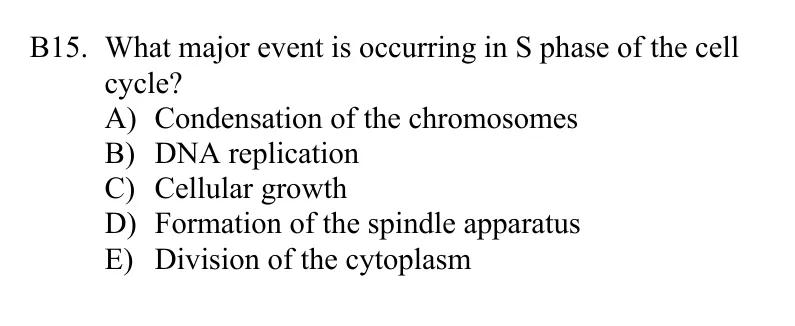 B15. What major event is occurring in S phase of the cell
cycle?
A) Condensation of the chromosomes
B) DNA replication
C) Cellular growth
D) Formation of the spindle apparatus
E) Division of the cytoplasm